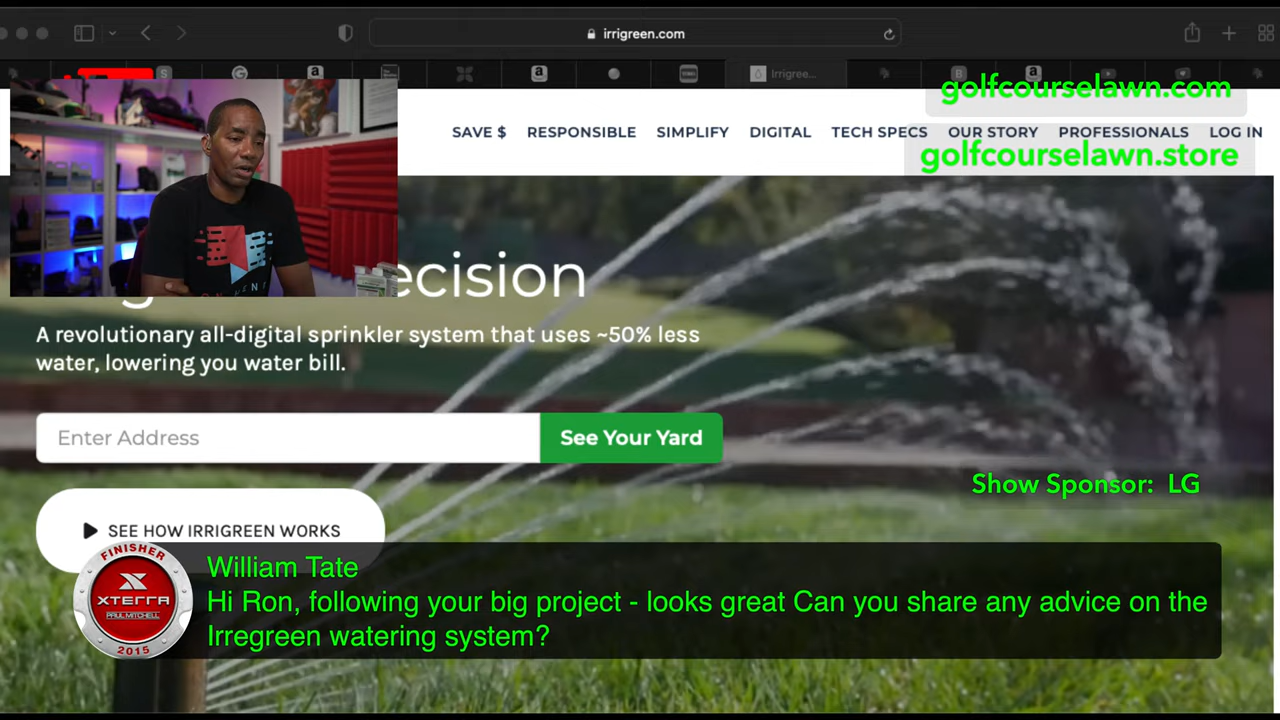 irrigreen.com
Irrigree...
golfcourselawn.com
SAVE $ RESPONSIBLE SIMPLIFY DIGITAL TECH SPECS OUR STORY PROFESSIONALS LOG IN
golfcourselawn.store
ecision
A revolutionary all-digital sprinkler system that uses ~50% less
water, lowering you water bill.
Enter Address
See Your Yard
Show Sponsor: LG
SEE HOW IRRIGREEN WORKS
FINISHER
XTERRA
PAUL MITCHELL
2015
William Tate
Hi Ron, following your big project - looks great Can you share any advice on the
Irregreen watering system?